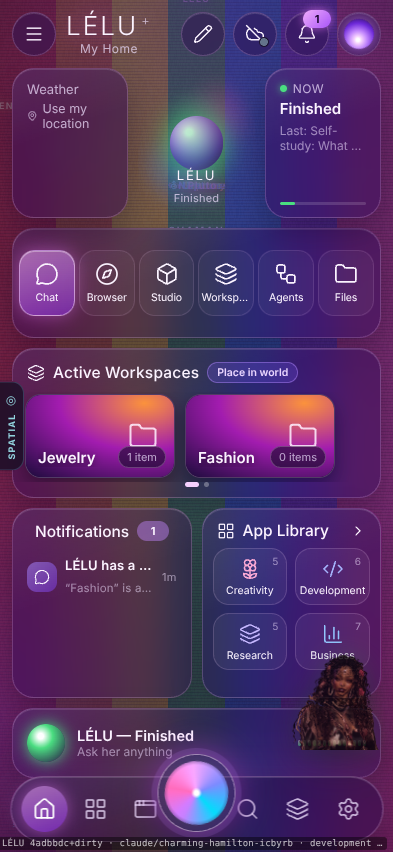 LÉLU +
My Home
1
Weather
Use my
location
NOW
Finished
Last: Self-
study: What ...
LÉLU
Finished
Chat
Browser
Studio
Worksp...
Agents
Files
Active Workspaces
Place in world
SPATIAL
Jewelry
1 item
Fashion
0 items
Notifications
1
LÉLU has a ...
"Fashion" is a...
1m
App Library
Creativity
5
Development
6
Research
5
Business
7
LÉLU — Finished
Ask her anything
LÉLU 4adbbdc+dirty · claude/charming-hamilton-icbyrb · development …